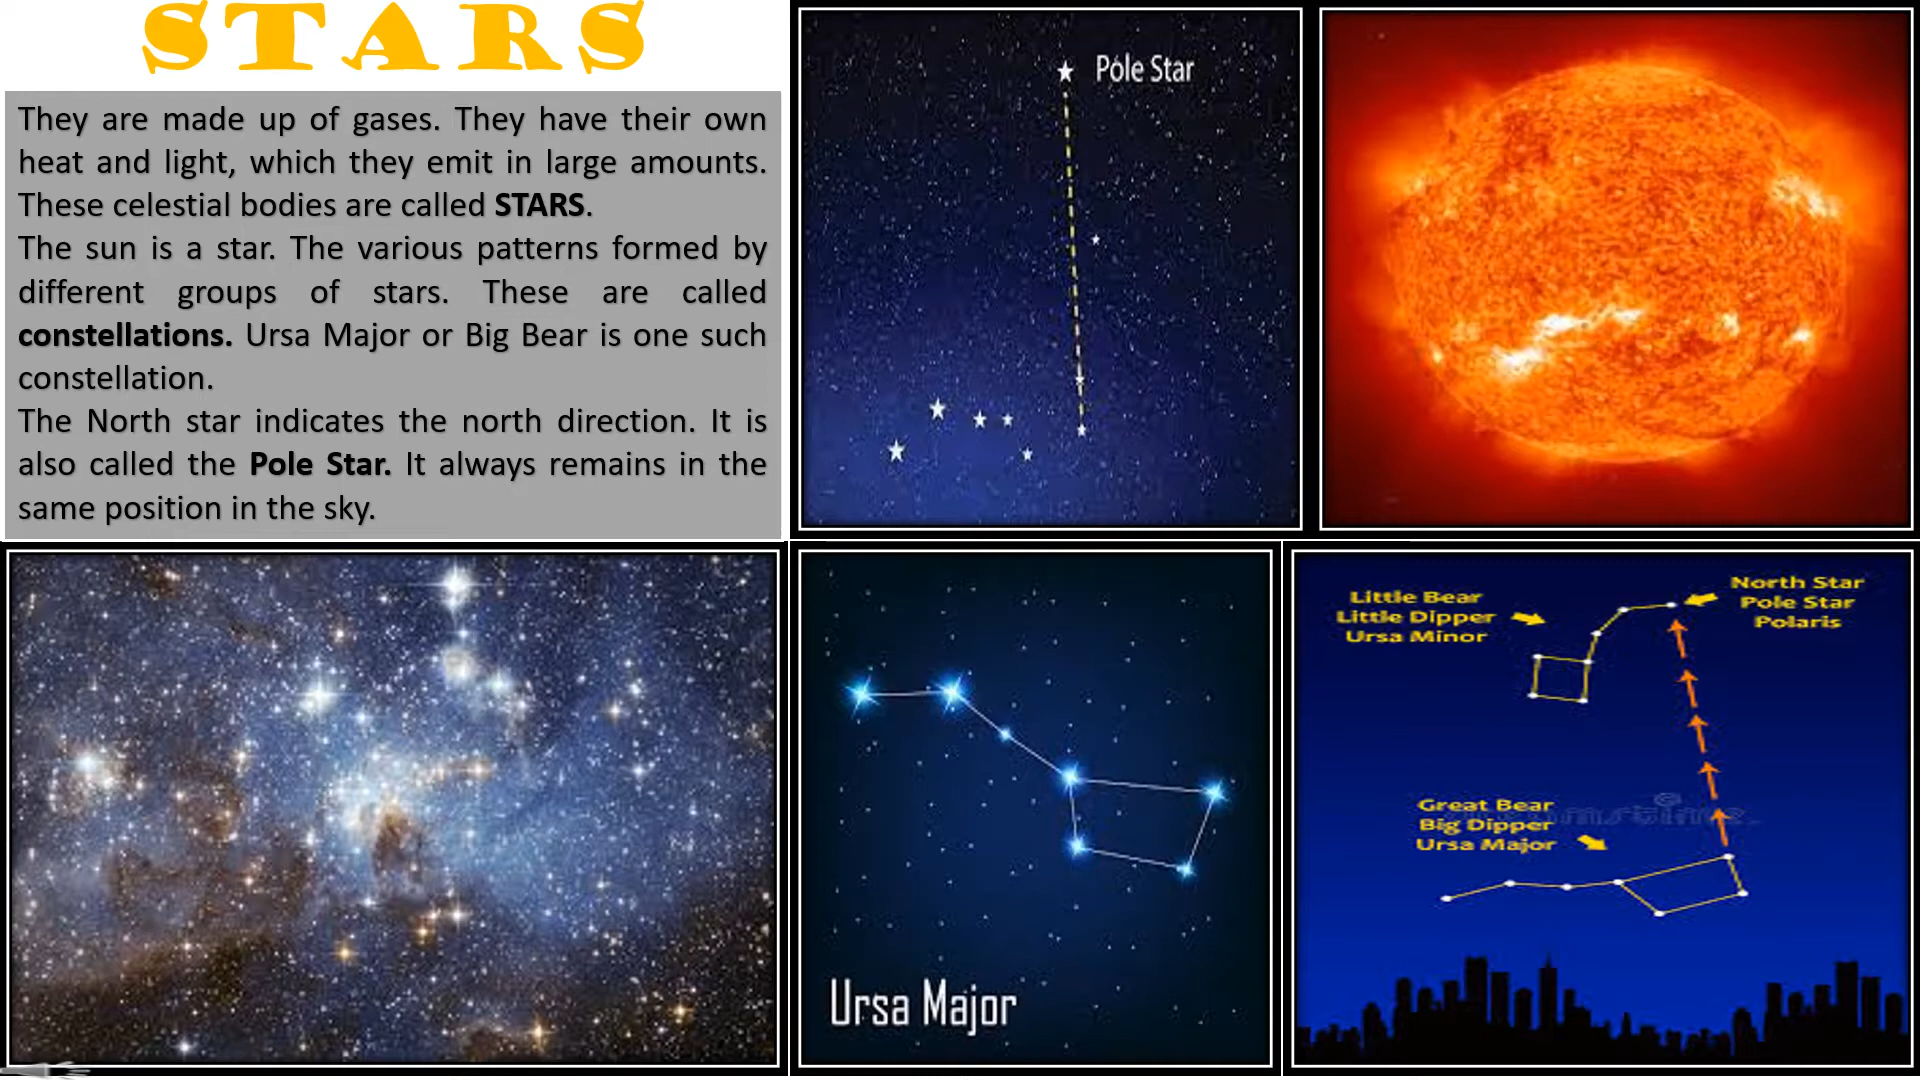 STARS
They are made up of gases. They have their own
heat and light, which they emit in large amounts.
These celestial bodies are called STARS.
The sun is a star. The various patterns formed by
different groups of stars. These are called
constellations. Ursa Major or Big Bear is one such
constellation.
The North star indicates the north direction. It is
also called the Pole Star. It always remains in the
same position in the sky.
Pole Star
Ursa Major
Little Bear
Little Dipper
Ursa Minor
North Star
Pole Star
Polaris
Great Bear
Big Dipper
Ursa Major